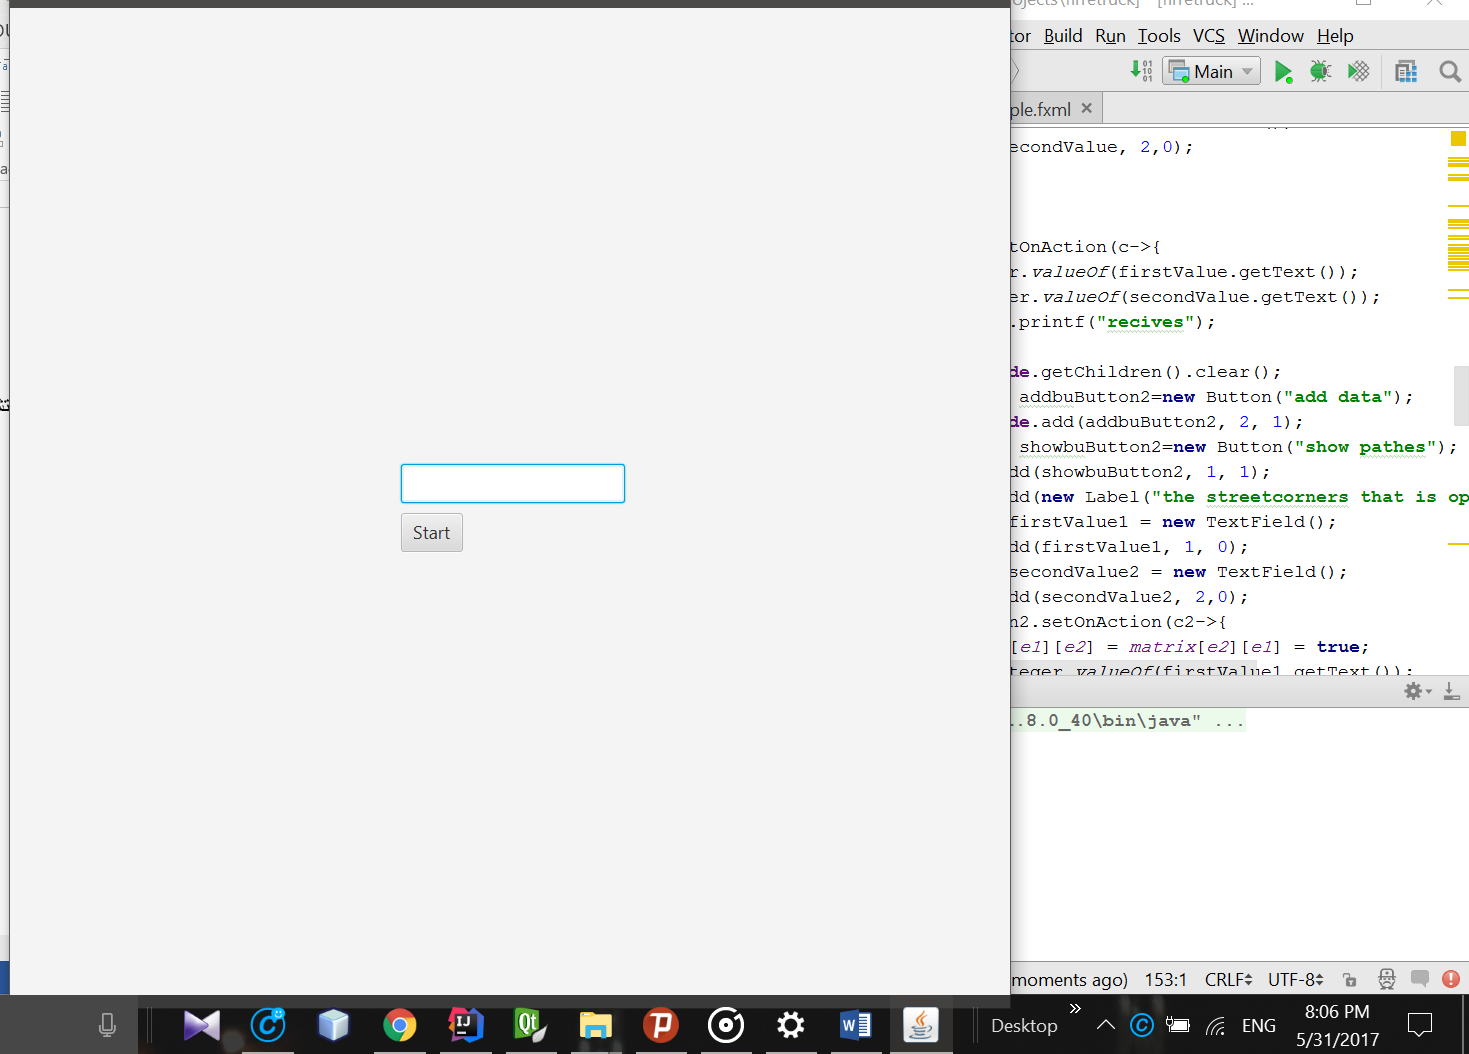 Start
tor Build Run Tools VCS Window Help
Main
ple.fxml
econdValue, 2,0);
tOnAction(c->{
r.valueOf(firstValue.getText());
er.valueOf(secondValue.getText());
.printf("recives");
de.getChildren().clear();
addbuButton2=new Button("add data");
de.add(addbuButton2, 2, 1);
showbuButton2=new Button("show pathes");
dd(showbuButton2, 1, 1);
dd(new Label("the streetcorners that is op
firstValue1 = new TextField();
dd(firstValue1, 1, 0);
secondValue2 = new TextField();
dd(secondValue2, 2,0);
n2.setOnAction(c2->{
[e1][e2] = matrix[e2][e1] = true;
teger.valueOf(firstValue1.getText());
.8.0_40\bin\java" ...
moments ago) 153:1 CRLF UTF-8
Desktop ENG 8:06 PM
5/31/2017